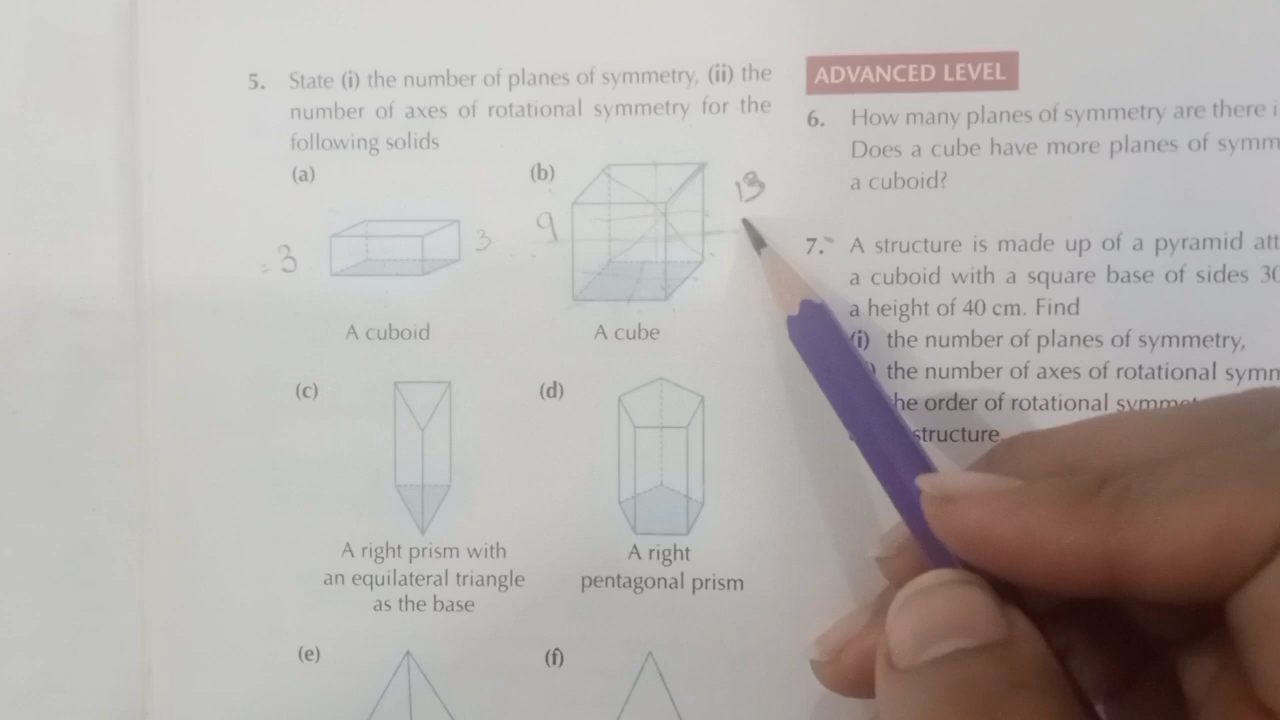 5. State (i) the number of planes of symmetry, (ii) the
number of axes of rotational symmetry for the
following solids
(a)
(b)
13
9
= 3
3
A cuboid
A cube
(c)
(d)
A right prism with
an equilateral triangle
as the base
A right
pentagonal prism
(e)
(f)
ADVANCED LEVEL
6. How many planes of symmetry are there
Does a cube have more planes of symm
a cuboid?
7. A structure is made up of a pyramid att
a cuboid with a square base of sides 30
a height of 40 cm. Find
(i) the number of planes of symmetry,
the number of axes of rotational symm
he order of rotational symmet
structure.